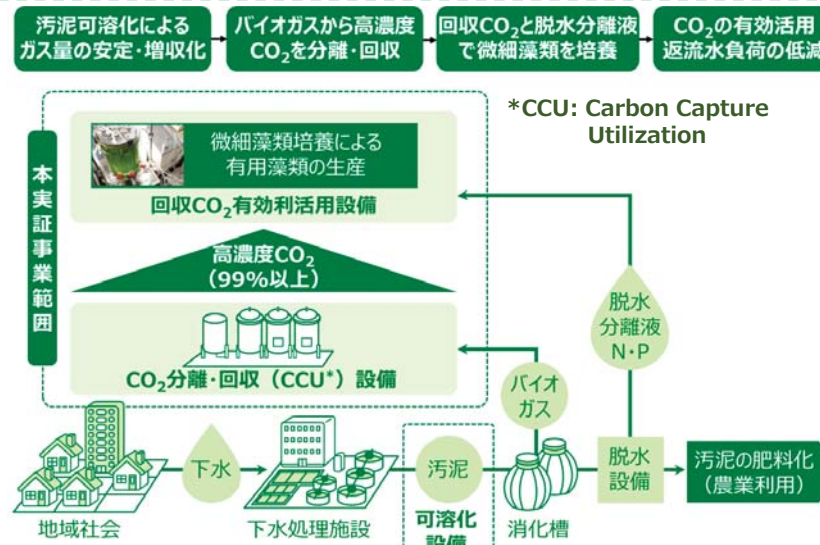 汚泥可溶化による
ガス量の安定・増収化
バイオガスから高濃度
CO₂を分離・回収
回収CO₂と脱水分離液
で微細藻類を培養
CO₂の有効活用
返流水負荷の低減
*CCU: Carbon Capture
Utilization
本実証事業範囲
微細藻類培養による
有用藻類の生産
回収CO₂有効利活用設備
高濃度CO₂
(99%以上)
CO₂分離・回収（CCU*）設備
脱水
分離液
N・P
バイオ
ガス
下水
汚泥
脱水
設備
汚泥の肥料化
（農業利用）
地域社会
下水処理施設
可溶化
設備
消化槽